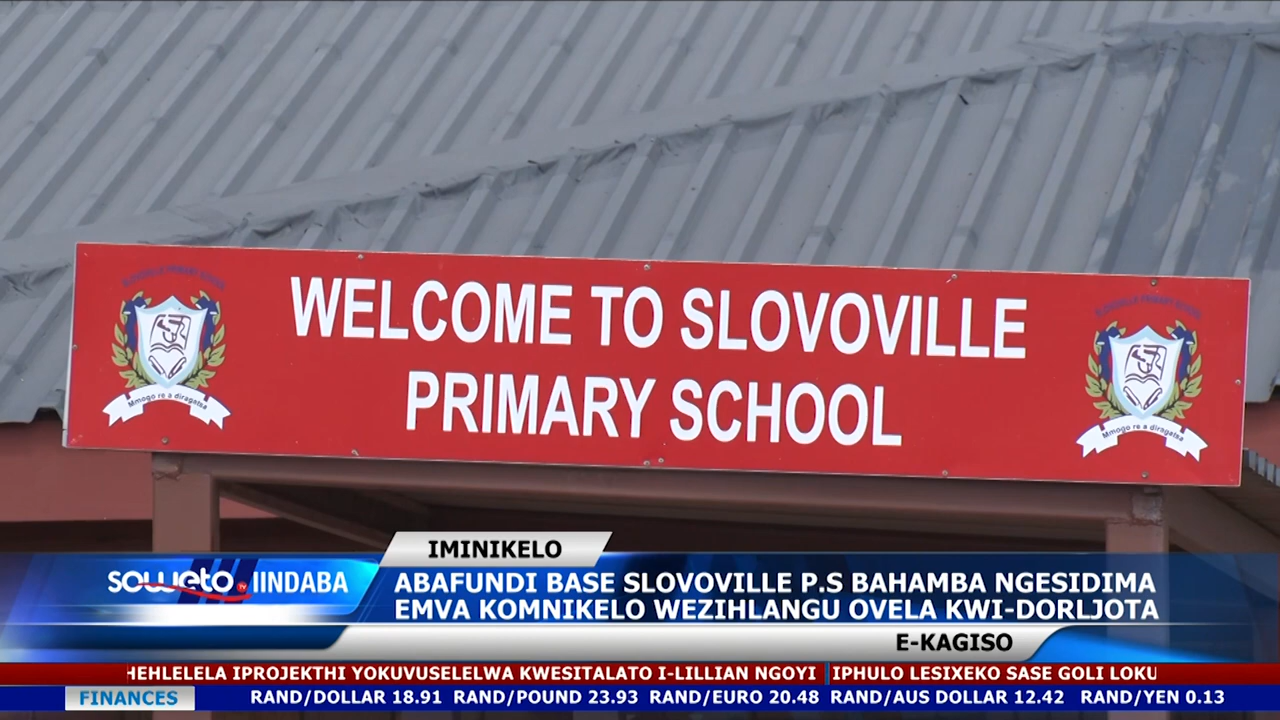 WELCOME TO SLOVOVILLE
PRIMARY SCHOOL
Mmogo re a diragatsa
Mmogo re a diragatsa
IMINIKELO
soweto.tv IINDABA
ABAFUNDI BASE SLOVOVILLE P.S BAHAMBA NGESIDIMA
EMVA KOMNIKELO WEZIHLANGU OVELA KWI-DORLJOTA
E-KAGISO
HEHLELELA IPROJEKTHI YOKUVUSELELWA KWESITALATO I-LILLIAN NGOYI IPHULO LESIXEKO SASE GOLI LOKU
FINANCES RAND/DOLLAR 18.91 RAND/POUND 23.93 RAND/EURO 20.48 RAND/AUS DOLLAR 12.42 RAND/YEN 0.13